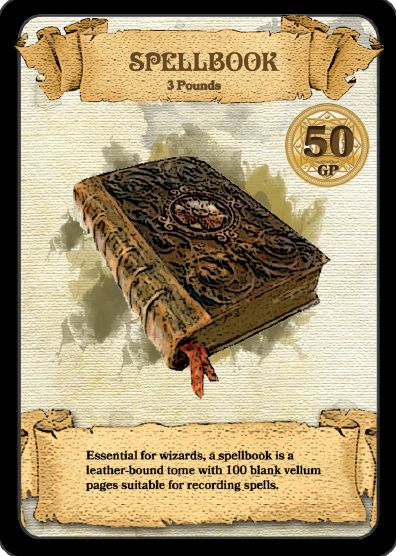 SPELLBOOK
3 Pounds
50
GP
Essential for wizards, a spellbook is a
leather-bound tome with 100 blank vellum
pages suitable for recording spells.